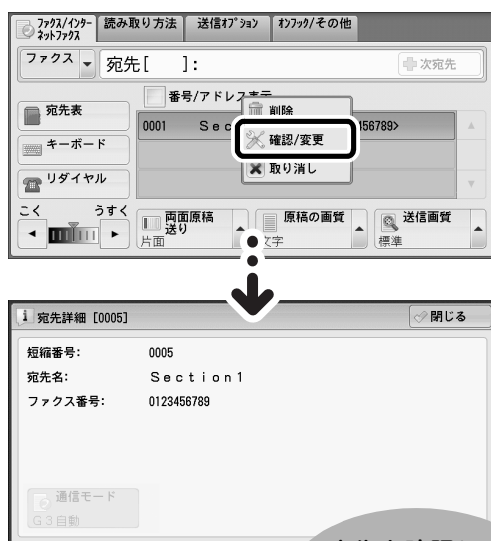 ファクス/インターネットファクス
読み取り方法
送信オプション
オンフック/その他
ファクス
宛先[ ]:
次宛先
番号/アドレス表示
宛先表
キーボード
リダイヤル
0001 Sec 456789>
削除
確認/変更
取り消し
こく うすく
両面原稿送り
片面
原稿の画質
文字
送信画質
標準
宛先詳細 [0005]
閉じる
短縮番号: 0005
宛先名: Section1
ファクス番号: 0123456789
通信モード
G3自動